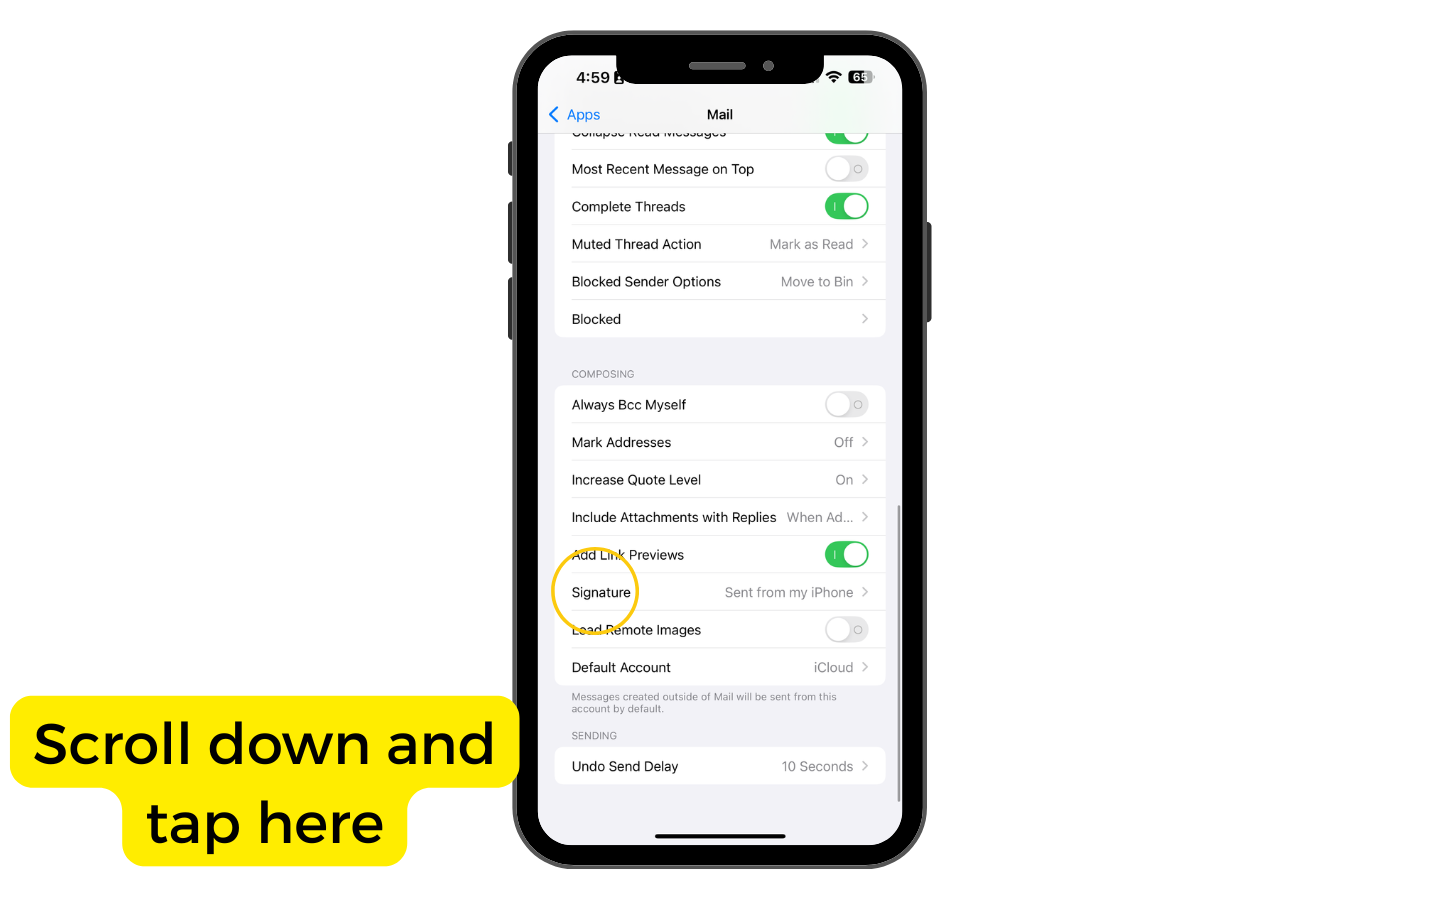 4:59
65
Apps
Mail
Collapse Read Messages
Most Recent Message on Top
Complete Threads
Muted Thread Action Mark as Read
Blocked Sender Options Move to Bin
Blocked
COMPOSING
Always Bcc Myself
Mark Addresses Off
Increase Quote Level On
Include Attachments with Replies When Ad...
Add Link Previews
Signature Sent from my iPhone
Load Remote Images
Default Account iCloud
Messages created outside of Mail will be sent from this
account by default.
SENDING
Undo Send Delay 10 Seconds
Scroll down and
tap here